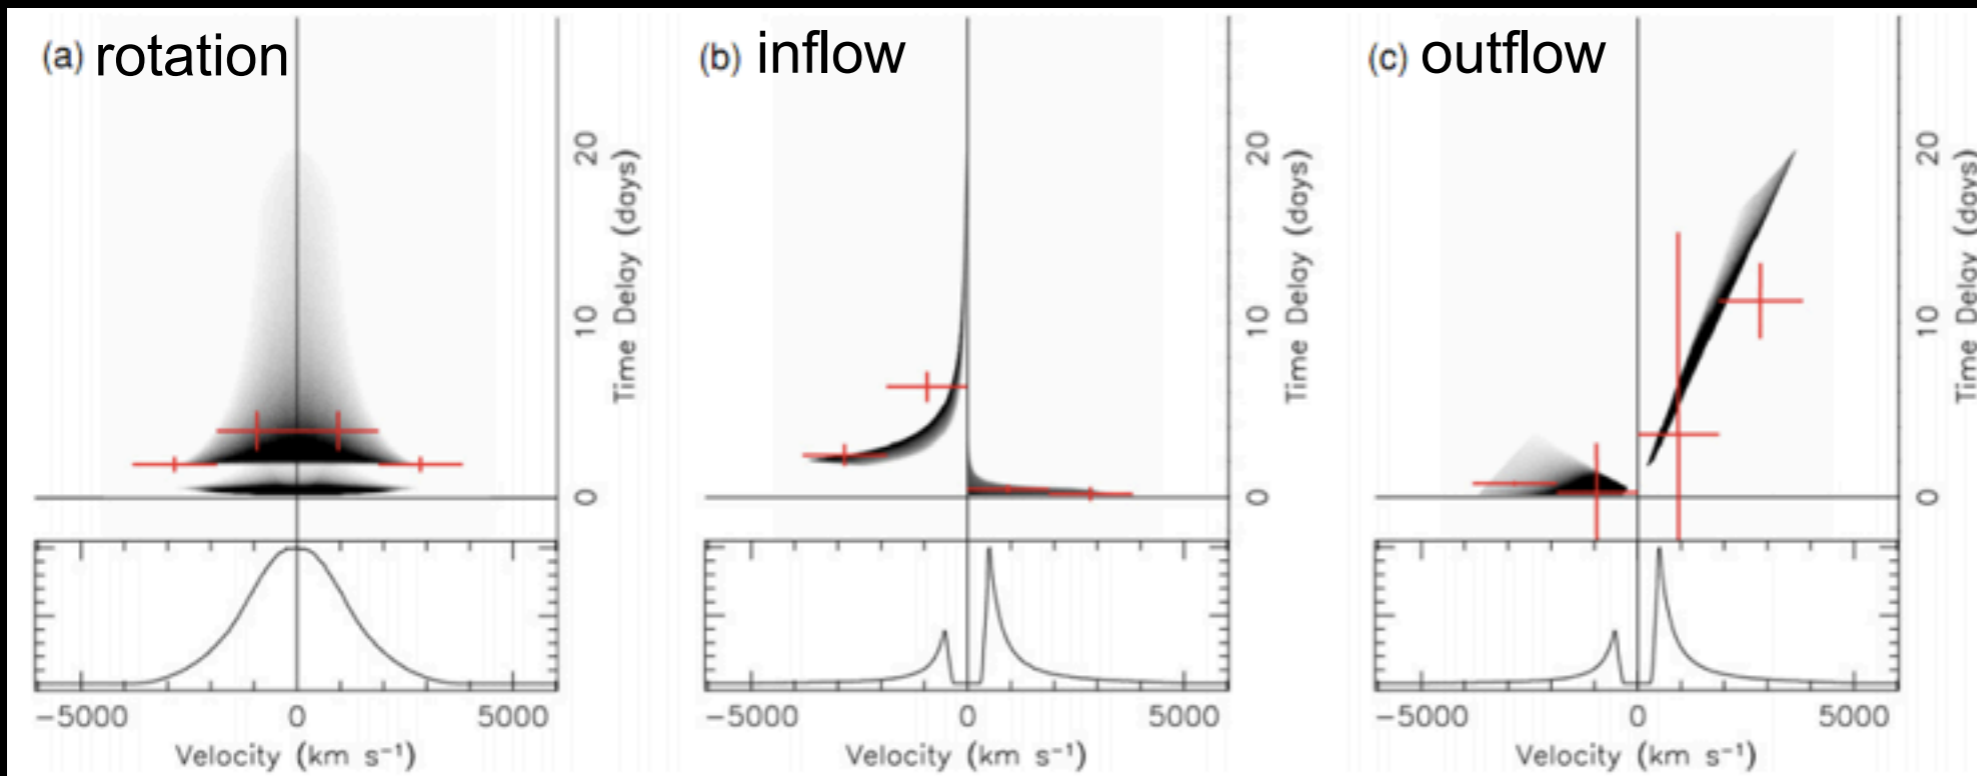 (a) rotation
20
10
0
Time Delay (days)
−5000 0 5000
Velocity (km s⁻¹)
(b) inflow
20
10
0
Time Delay (days)
−5000 0 5000
Velocity (km s⁻¹)
(c) outflow
20
10
0
Time Delay (days)
−5000 0 5000
Velocity (km s⁻¹)